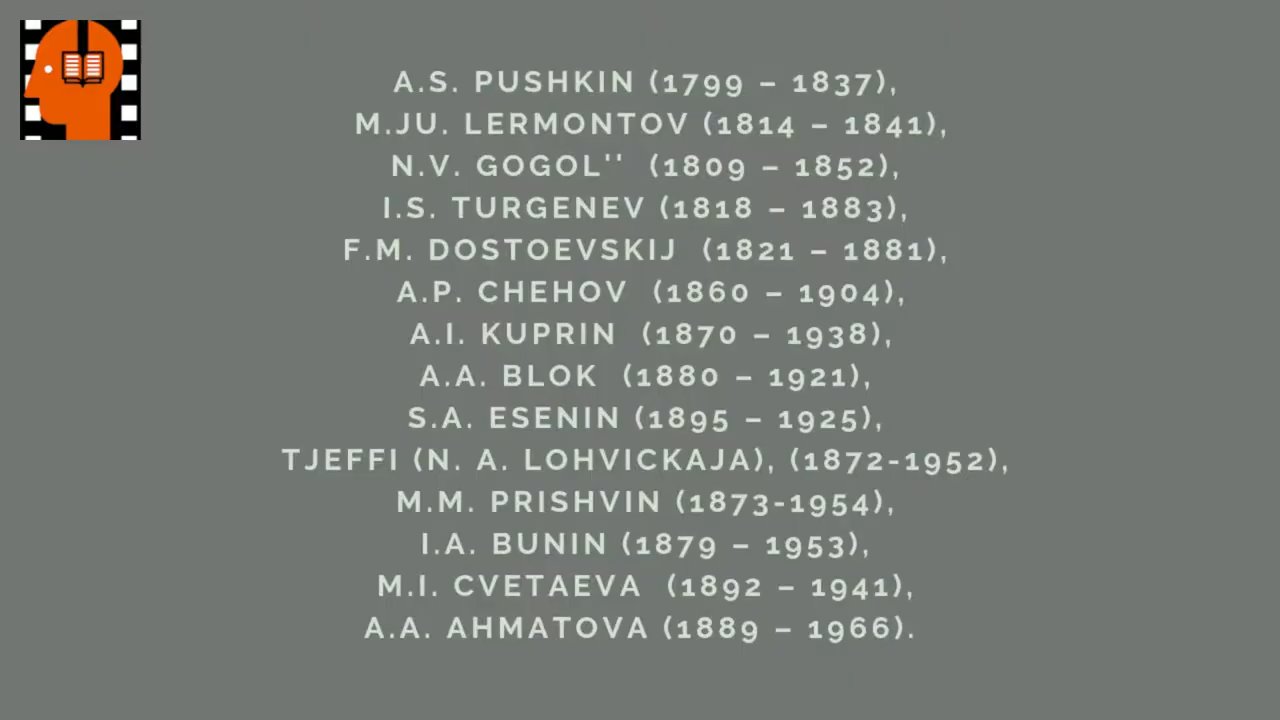 A.S. PUSHKIN (1799 – 1837),
M.JU. LERMONTOV (1814 – 1841),
N.V. GOGOL'' (1809 – 1852),
I.S. TURGENEV (1818 – 1883),
F.M. DOSTOEVSKIJ (1821 – 1881),
A.P. CHEHOV (1860 – 1904),
A.I. KUPRIN (1870 – 1938),
A.A. BLOK (1880 – 1921),
S.A. ESENIN (1895 – 1925),
TJEFFI (N. A. LOHVICKAJA), (1872-1952),
M.M. PRISHVIN (1873-1954),
I.A. BUNIN (1879 – 1953),
M.I. CVETAEVA (1892 – 1941),
A.A. AHMATOVA (1889 – 1966).